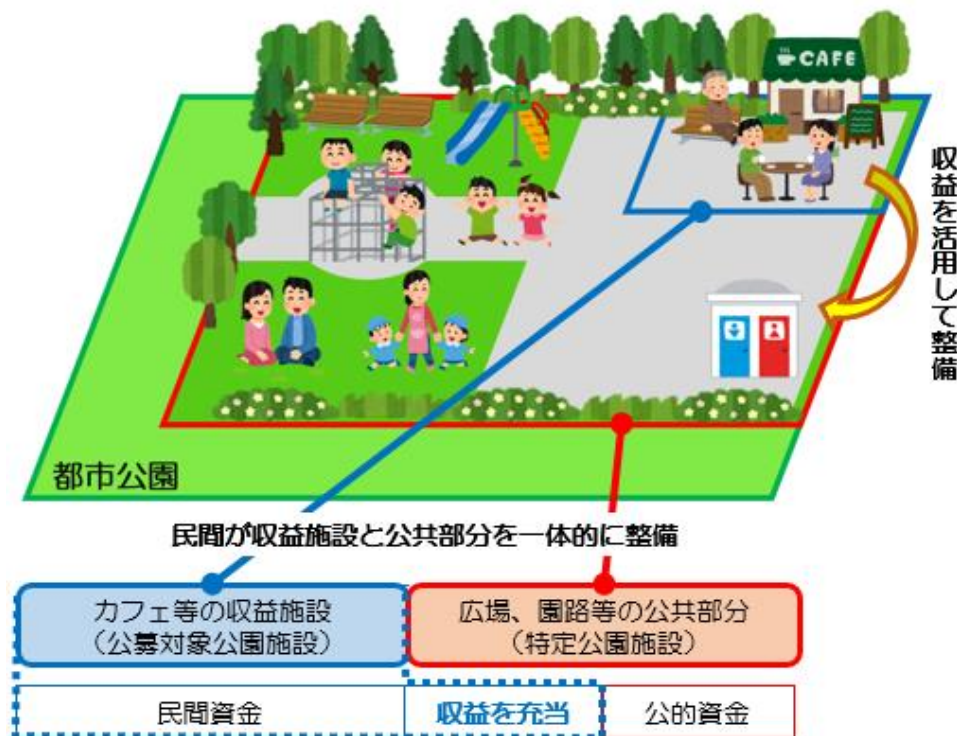 CAFE
収益を活用して整備
都市公園
民間が収益施設と公共部分を一体的に整備
カフェ等の収益施設
（公募対象公園施設）
広場、園路等の公共部分
（特定公園施設）
民間資金
収益を充当
公的資金